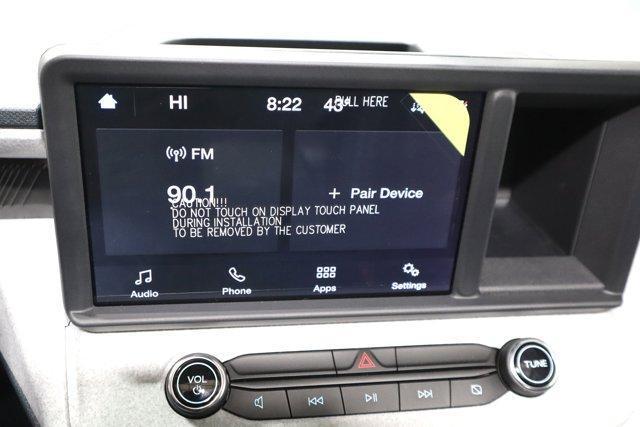 HI 8:22 43° PULL HERE
FM
90.1
+ Pair Device
CAUTION!!!
DO NOT TOUCH ON DISPLAY TOUCH PANEL
DURING INSTALLATION
TO BE REMOVED BY THE CUSTOMER
Audio Phone Apps Settings
VOL
TUNE